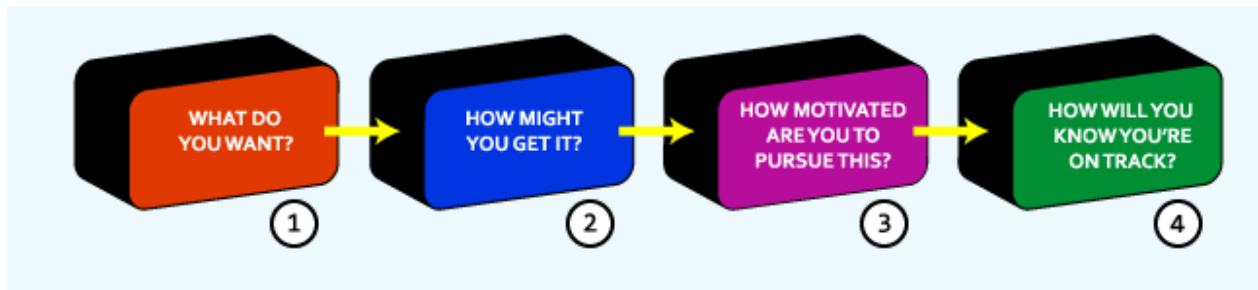 WHAT DO
YOU WANT?
1
HOW MIGHT
YOU GET IT?
2
HOW MOTIVATED
ARE YOU TO
PURSUE THIS?
3
HOW WILL YOU
KNOW YOU'RE
ON TRACK?
4